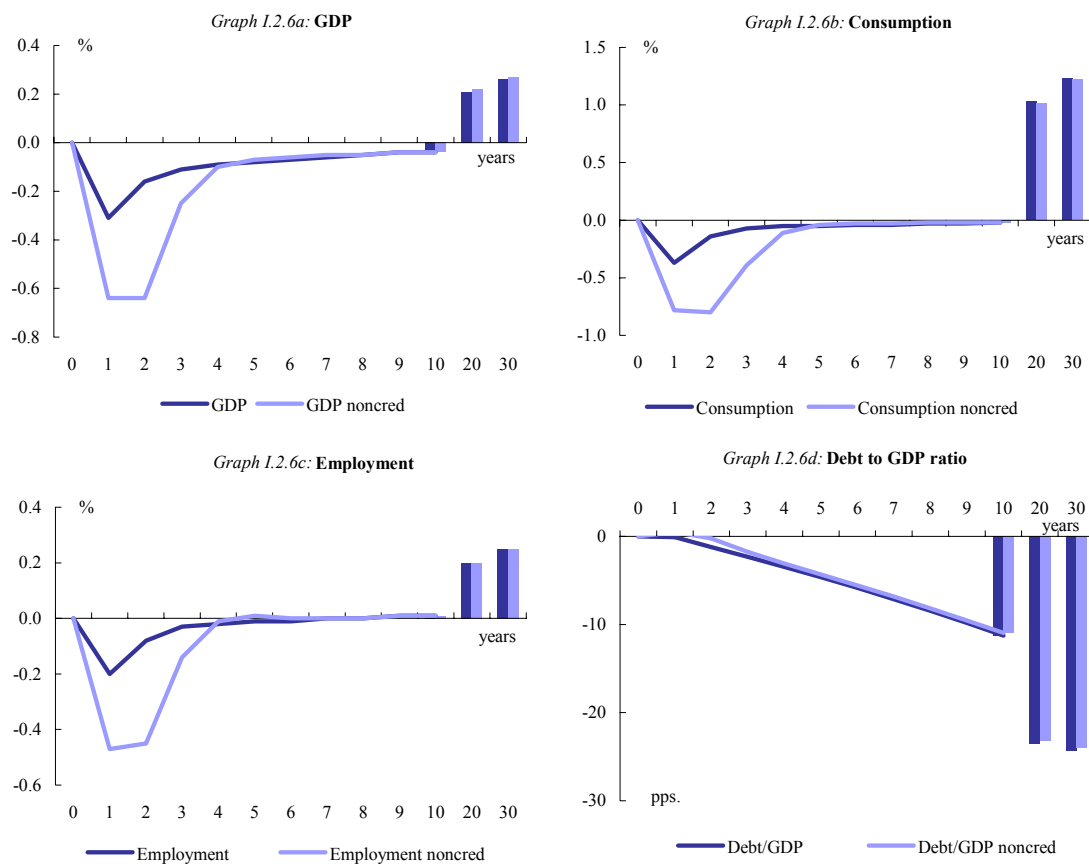 Graph I.2.6a: GDP
%
0.4
0.2
0.0
-0.2
-0.4
-0.6
-0.8
years
0 1 2 3 4 5 6 7 8 9 10 20 30
GDP GDP noncred
Graph I.2.6b: Consumption
%
1.5
1.0
0.5
0.0
-0.5
-1.0
years
0 1 2 3 4 5 6 7 8 9 10 20 30
Consumption Consumption noncred
Graph I.2.6c: Employment
%
0.4
0.2
0.0
-0.2
-0.4
-0.6
years
0 1 2 3 4 5 6 7 8 9 10 20 30
Employment Employment noncred
Graph I.2.6d: Debt to GDP ratio
0 1 2 3 4 5 6 7 8 9 10 20 30
years
0
-10
-20
-30
pps.
Debt/GDP Debt/GDP noncred